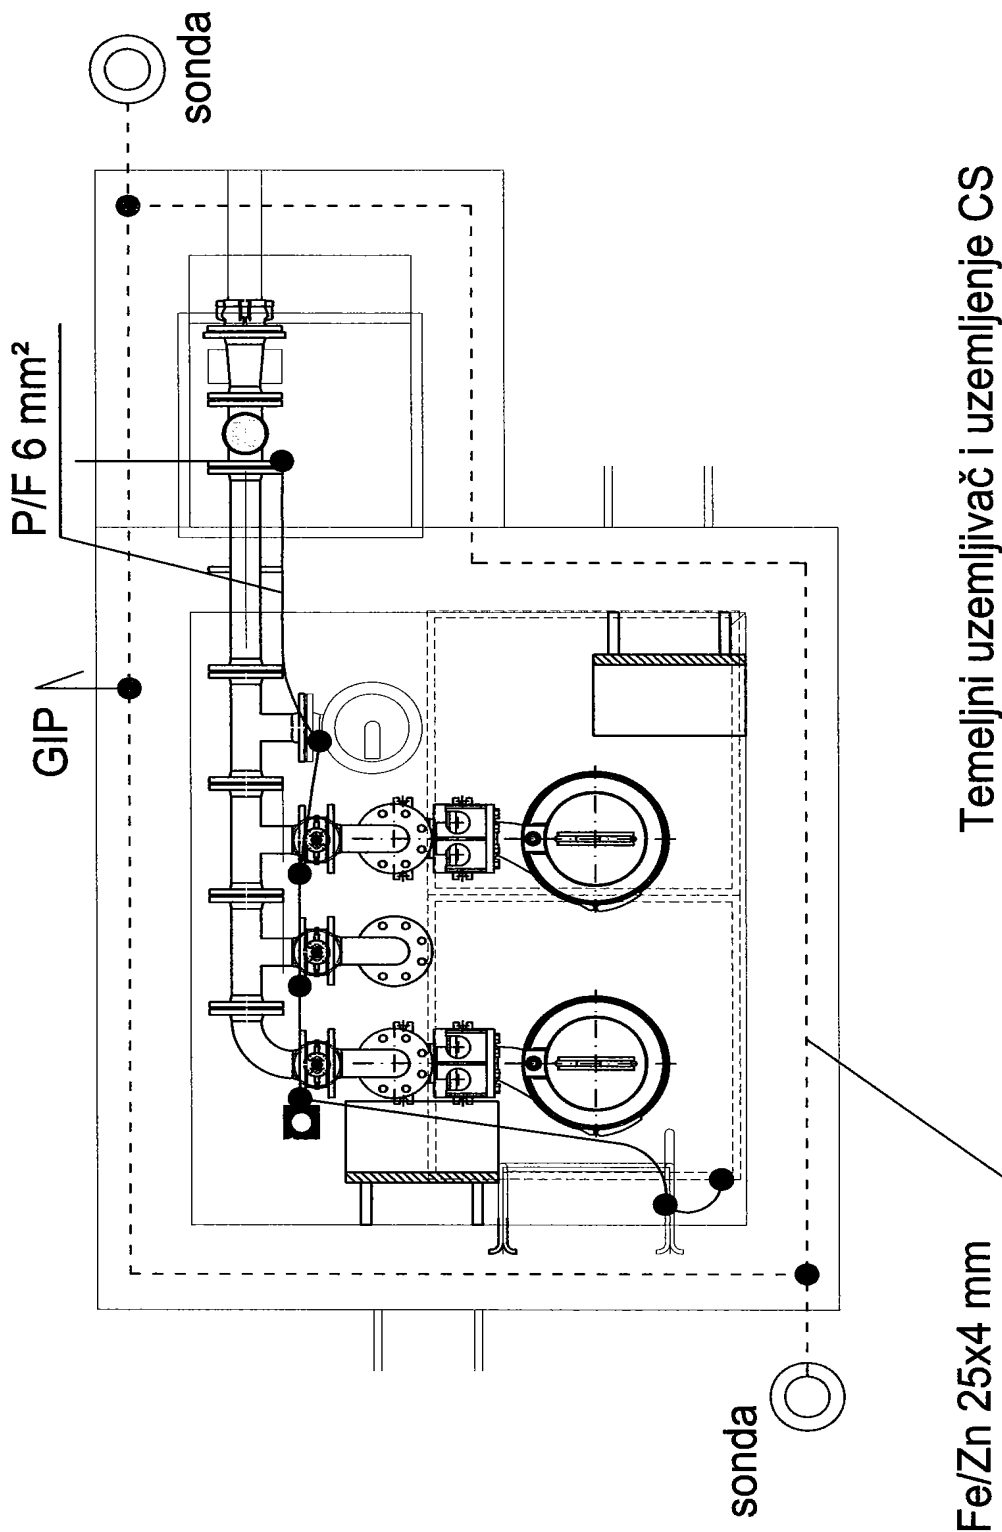 sonda
P/F 6 mm²
GIP
sonda
Fe/Zn 25x4 mm
Temeljni uzemljivač i uzemljenje CS